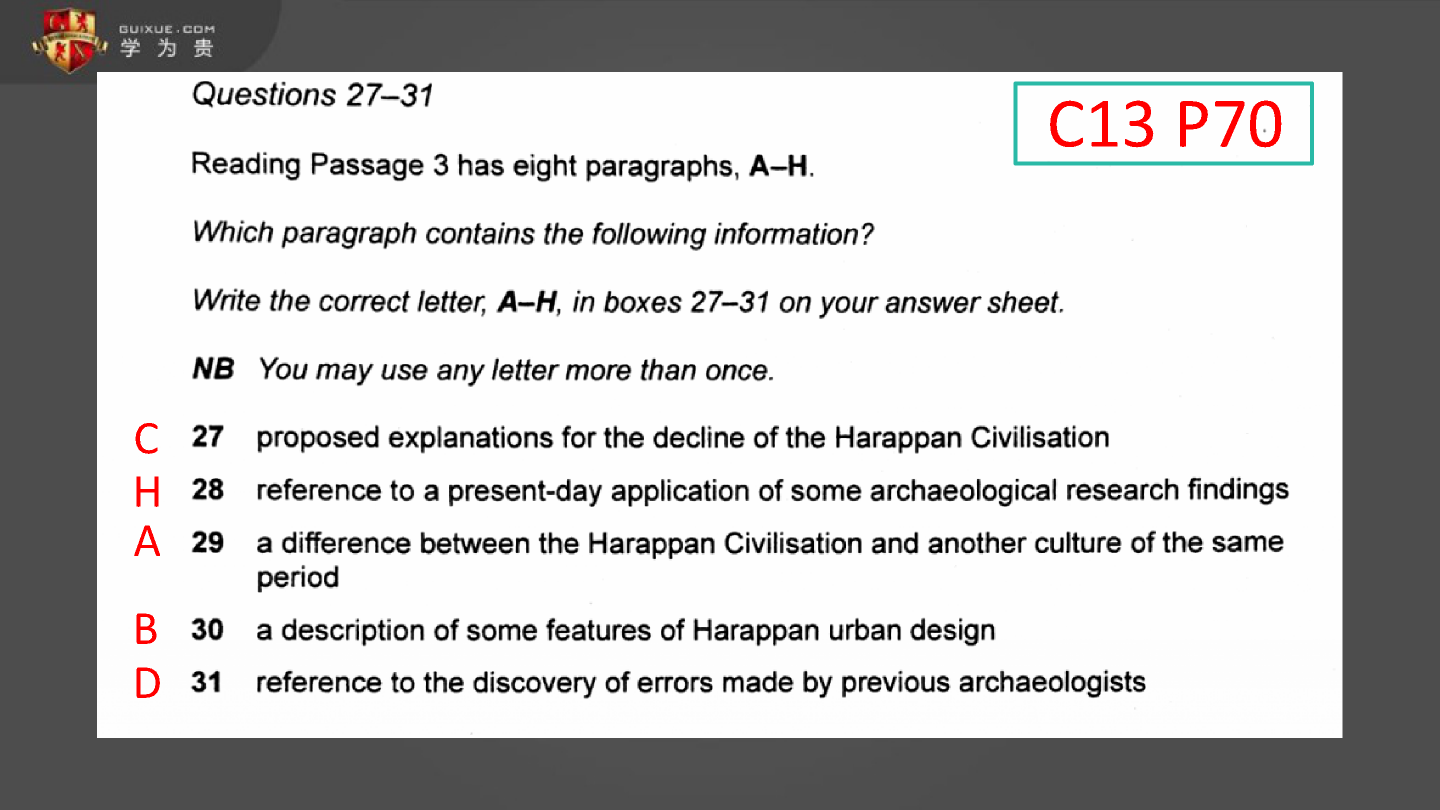 GUIXUE.COM
学为贵
Questions 27–31
C13 P70
Reading Passage 3 has eight paragraphs, A–H.
Which paragraph contains the following information?
Write the correct letter, A–H, in boxes 27–31 on your answer sheet.
NB You may use any letter more than once.
C 27 proposed explanations for the decline of the Harappan Civilisation
H 28 reference to a present-day application of some archaeological research findings
A 29 a difference between the Harappan Civilisation and another culture of the same
period
B 30 a description of some features of Harappan urban design
D 31 reference to the discovery of errors made by previous archaeologists